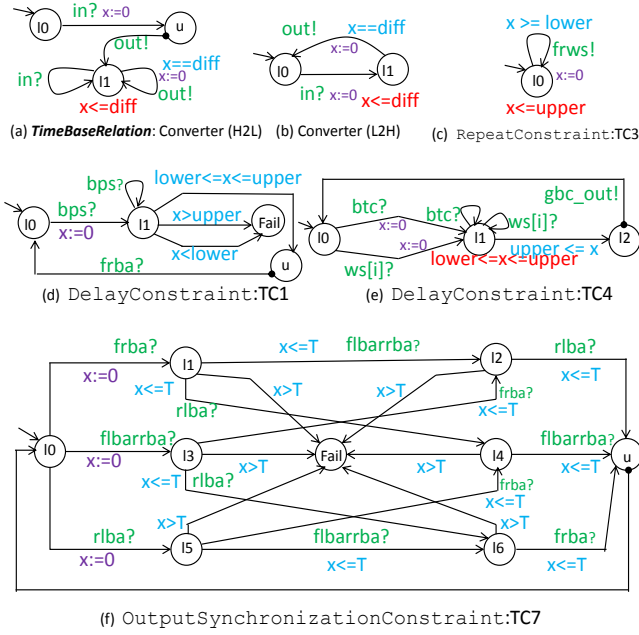 l0
in?
x:=0
u
out!
in?
l1
x==diff
x:=0
out!
x<=diff
(a) TimeBaseRelation: Converter (H2L)
out!
x==diff
l0
x:=0
l1
in?
x:=0
x<=diff
(b) Converter (L2H)
x >= lower
frws!
l0
x:=0
x<=upper
(c) RepeatConstraint:TC3
bps?
lower<=x<=upper
l0
bps?
x:=0
l1
x>upper
Fail
x<lower
frba?
u
(d) DelayConstraint:TC1
gbc_out!
btc?
btc?
ws[i]?
l0
x:=0
x:=0
l1
l2
ws[i]?
upper <= x
lower<=x<=upper
(e) DelayConstraint:TC4
frba?
x:=0
l1
x<=T
flbarrba?
l2
rlba?
x<=T
x<=T
rlba?
x>T
x>T
frba?
x<=T
l0
flbarrba?
x:=0
l3
x<=T
rlba?
x>T
Fail
x>T
l4
flbarrba?
x<=T
u
frba?
x<=T
rlba?
x:=0
x>T
l5
flbarrba?
x<=T
x>T
l6
frba?
x<=T
(f) OutputSynchronizationConstraint:TC7